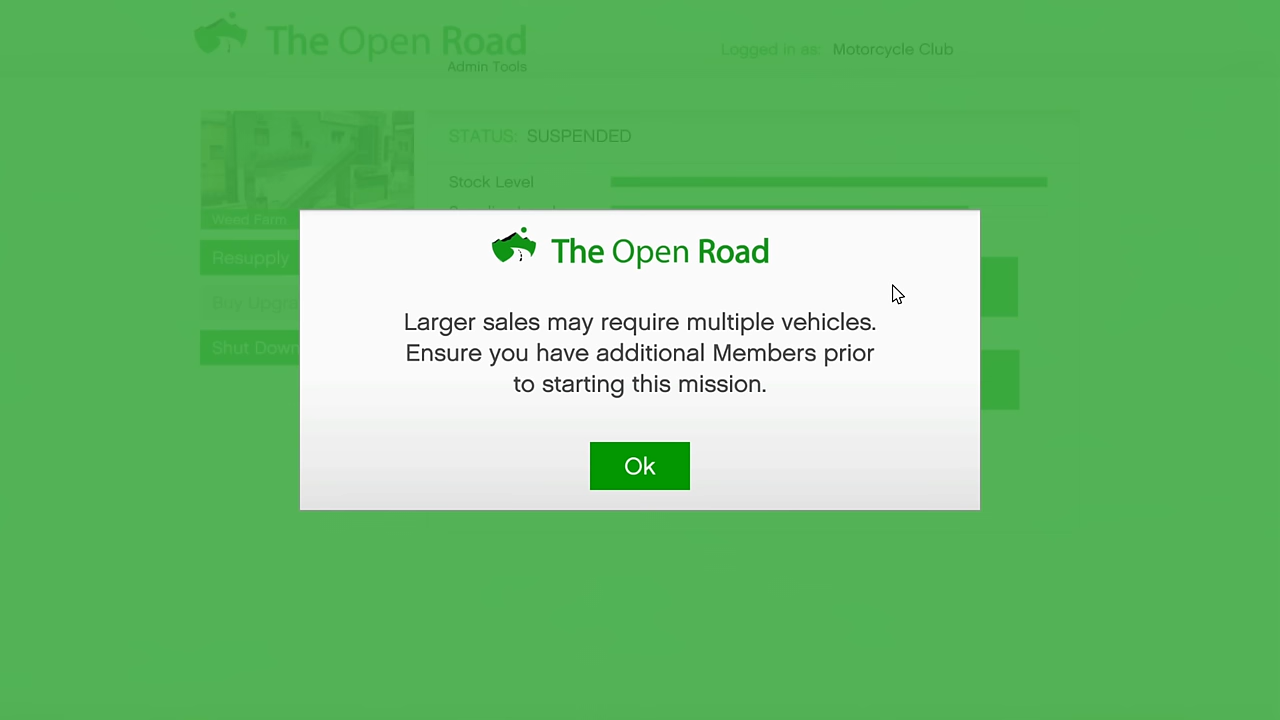 The Open Road
Admin Tools
Logged in as: Motorcycle Club
STATUS: SUSPENDED
Stock Level
Weed Farm
Resupply
Buy Upgra
Shut Down
The Open Road
Larger sales may require multiple vehicles.
Ensure you have additional Members prior
to starting this mission.
Ok